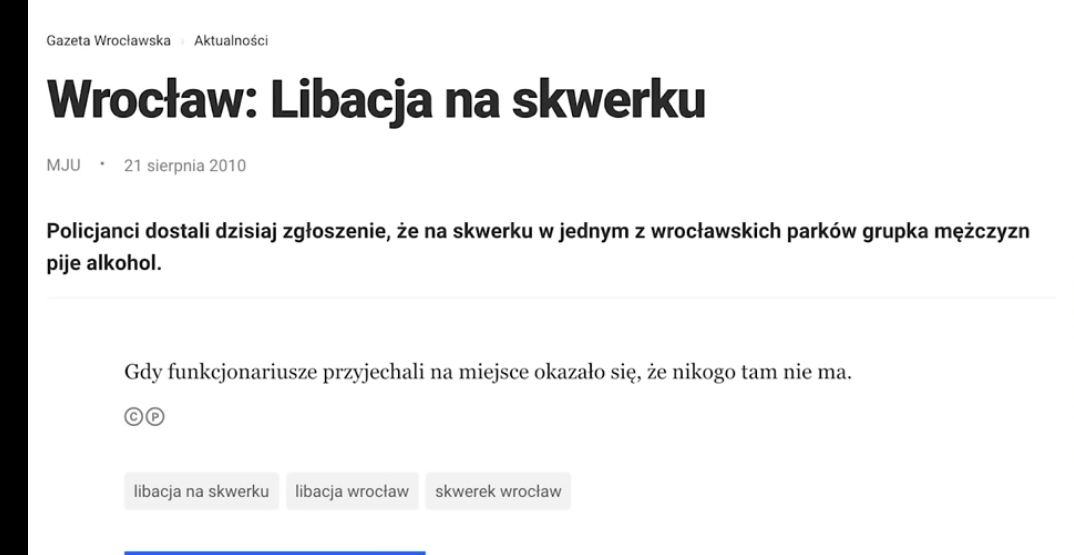 Gazeta Wrocławska Aktualności
Wrocław: Libacja na skwerku
MJU • 21 sierpnia 2010
Policjanci dostali dzisiaj zgłoszenie, że na skwerku w jednym z wrocławskich parków grupka mężczyzn
pije alkohol.
Gdy funkcjonariusze przyjechali na miejsce okazało się, że nikogo tam nie ma.
©Ⓟ
libacja na skwerku libacja wrocław skwerek wrocław